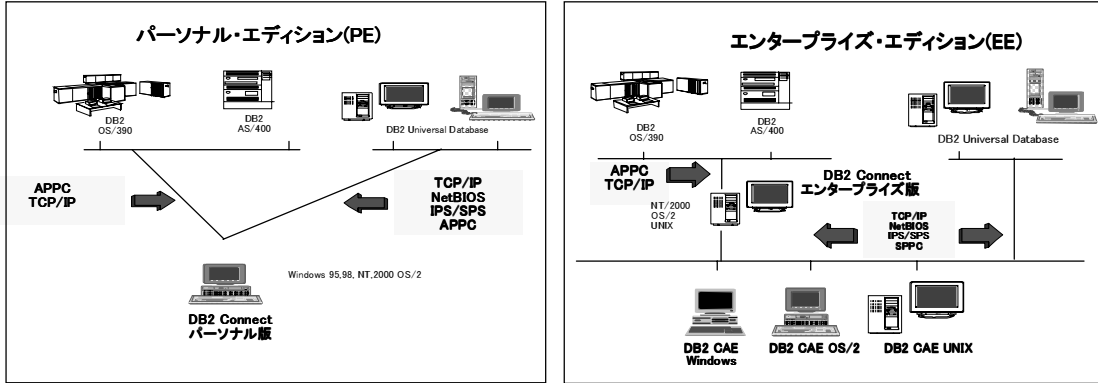 パーソナル・エディション(PE)
DB2
OS/390
DB2
AS/400
DB2 Universal Database
APPC
TCP/IP
TCP/IP
NetBIOS
IPS/SPS
APPC
Windows 95,98, NT,2000 OS/2
DB2 Connect
パーソナル版
エンタープライズ・エディション(EE)
DB2
OS/390
DB2
AS/400
DB2 Universal Database
APPC
TCP/IP
DB2 Connect
エンタープライズ版
NT/2000
OS/2
UNIX
TCP/IP
NetBIOS
IPS/SPS
SPPC
DB2 CAE
Windows
DB2 CAE OS/2
DB2 CAE UNIX